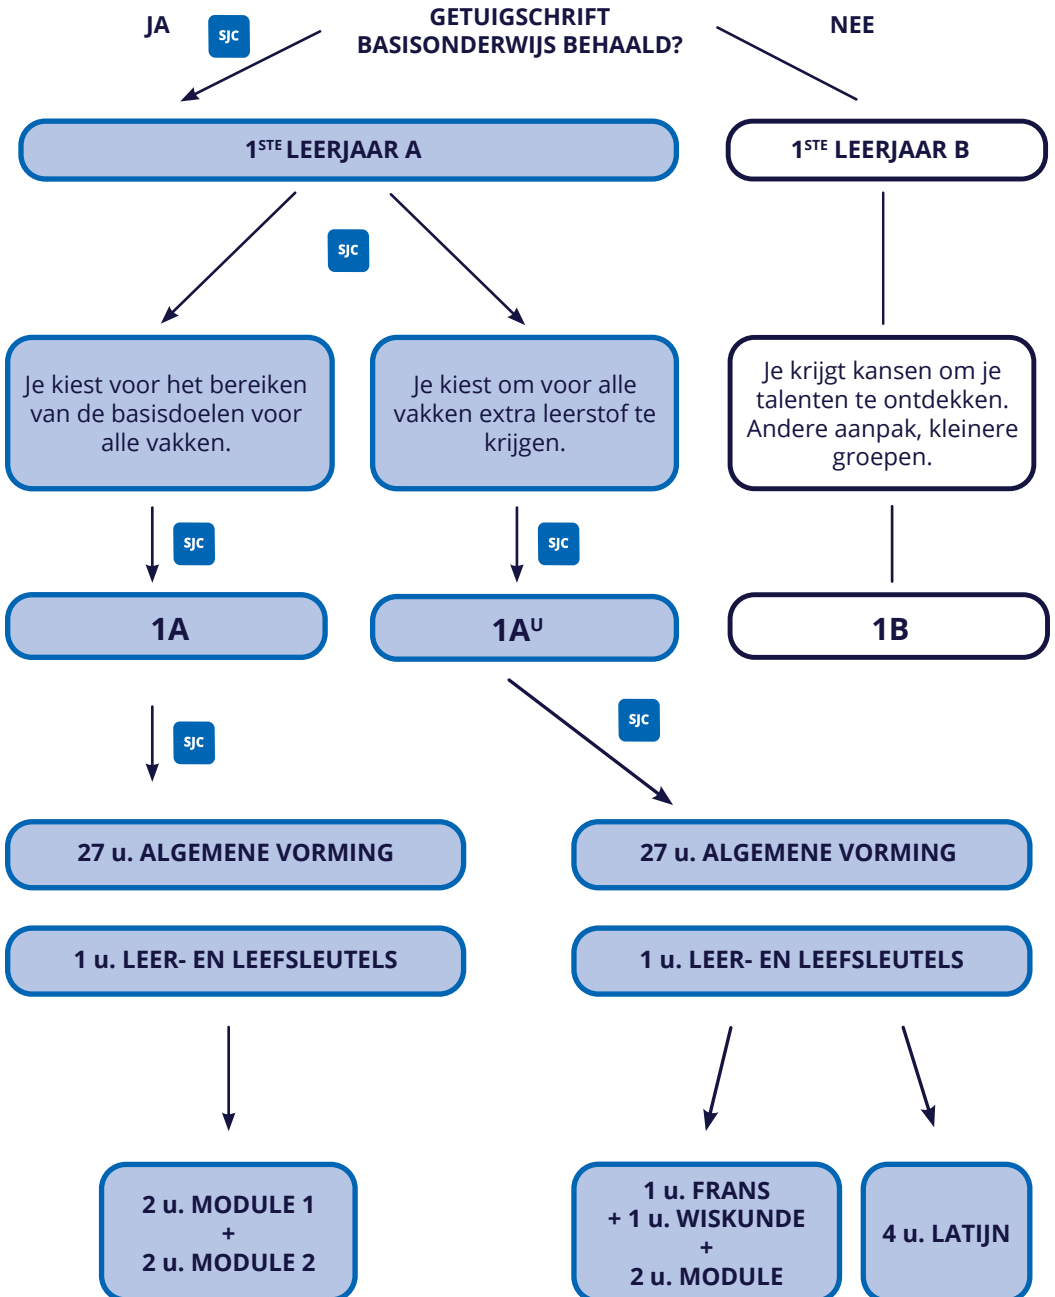 JA
SJC
GETUIGSCHRIFT
BASISONDERWIJS BEHAALD?
NEE
1STE LEERJAAR A
1STE LEERJAAR B
SJC
Je kiest voor het bereiken
van de basisdoelen voor
alle vakken.
Je kiest om voor alle
vakken extra leerstof te
krijgen.
Je krijgt kansen om je
talenten te ontdekken.
Andere aanpak, kleinere
groepen.
SJC
SJC
1A
1AU
1B
SJC
SJC
27 u. ALGEMENE VORMING
27 u. ALGEMENE VORMING
1 u. LEER- EN LEEFSLEUTELS
1 u. LEER- EN LEEFSLEUTELS
2 u. MODULE 1
+
2 u. MODULE 2
1 u. FRANS
+ 1 u. WISKUNDE
+
2 u. MODULE
4 u. LATIJN